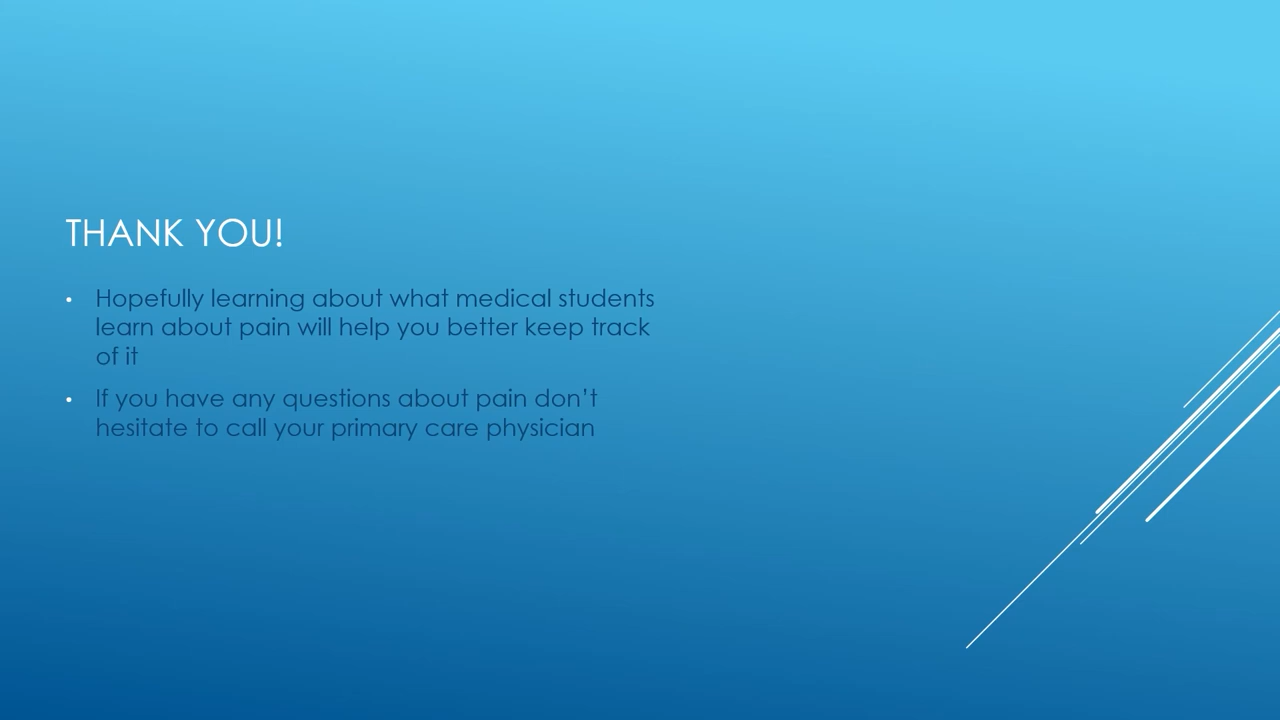 THANK YOU!
• Hopefully learning about what medical students
learn about pain will help you better keep track
of it
• If you have any questions about pain don’t
hesitate to call your primary care physician